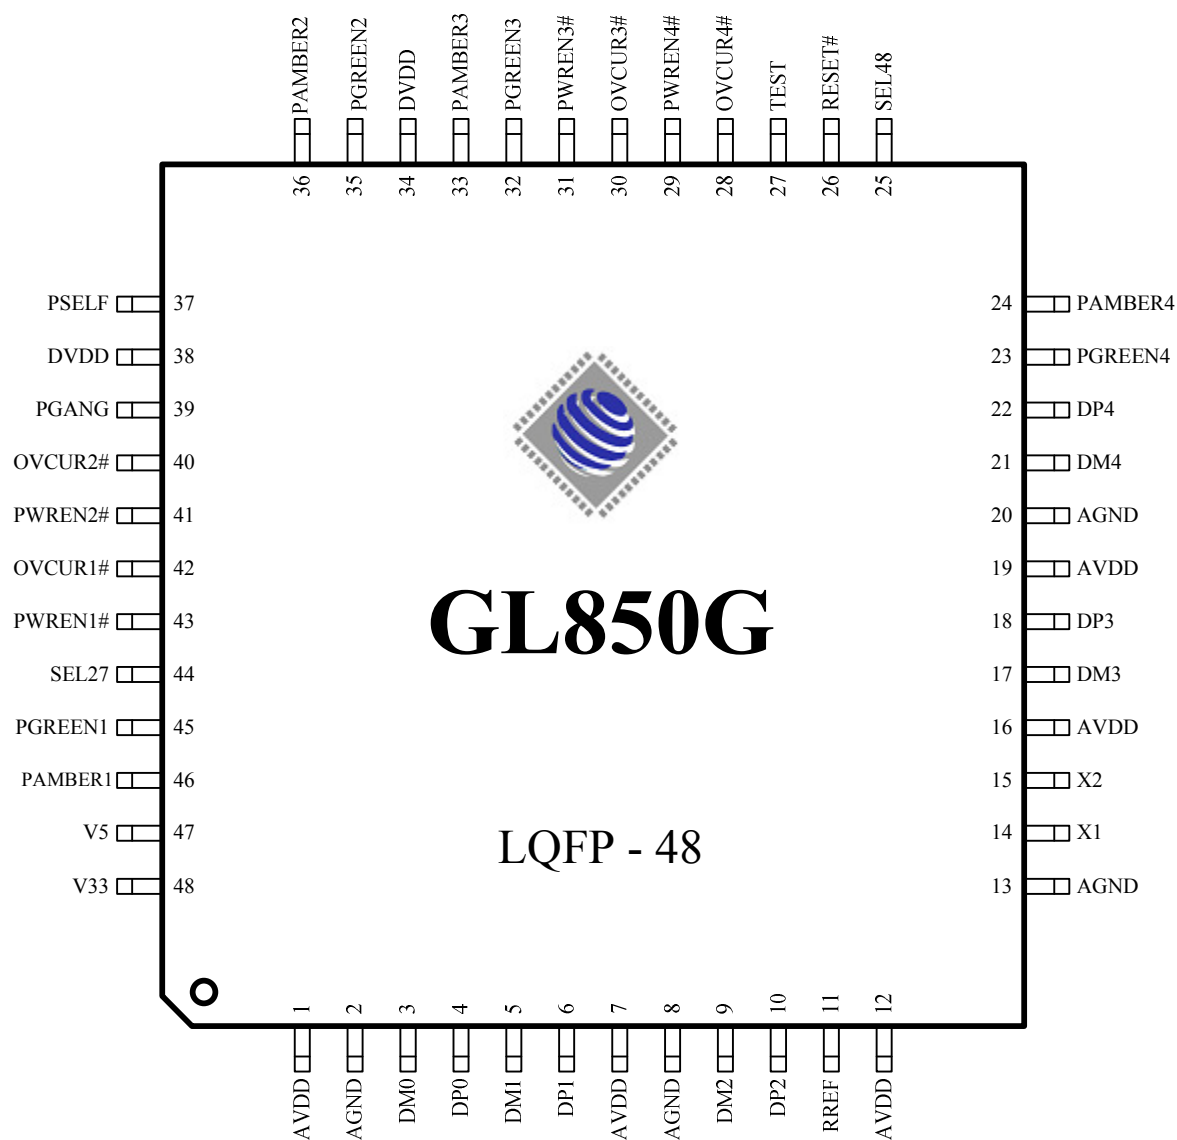 PAMBER2
PGREEN2
DVDD
PAMBER3
PGREEN3
PWREN3#
OVCUR3#
PWREN4#
OVCUR4#
TEST
RESET#
SEL48
36
35
34
33
32
31
30
29
28
27
26
25
PSELF 37
DVDD 38
PGANG 39
OVCUR2# 40
PWREN2# 41
OVCUR1# 42
PWREN1# 43
SEL27 44
PGREEN1 45
PAMBER1 46
V5 47
V33 48
24 PAMBER4
23 PGREEN4
22 DP4
21 DM4
20 AGND
19 AVDD
18 DP3
17 DM3
16 AVDD
15 X2
14 X1
13 AGND
GL850G
LQFP - 48
1
2
3
4
5
6
7
8
9
10
11
12
AVDD
AGND
DM0
DP0
DM1
DP1
AVDD
AGND
DM2
DP2
RREF
AVDD